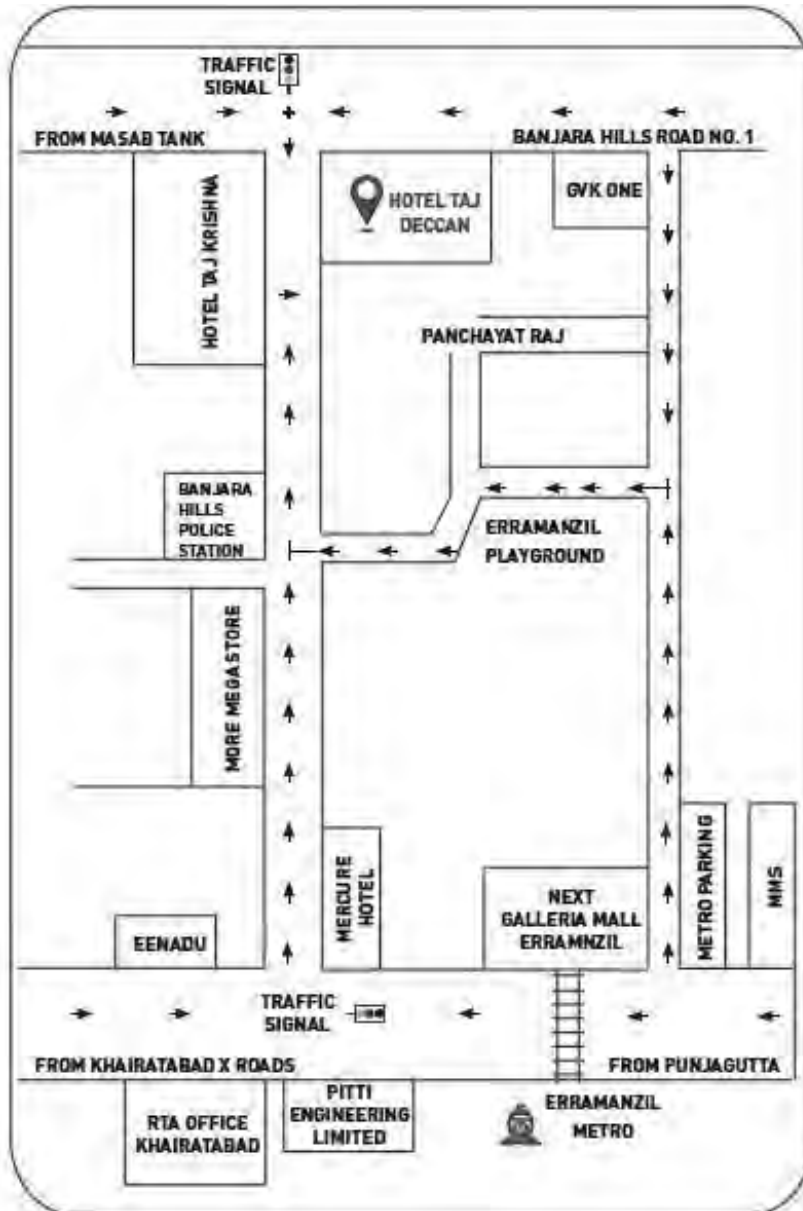 TRAFFIC
SIGNAL
FROM MASAB TANK
BANJARA HILLS ROAD NO. 1
HOTEL TAJ KRISHNA
HOTEL TAJ
DECCAN
GVK ONE
PANCHAYAT RAJ
BANJARA
HILLS
POLICE
STATION
ERRAMANZIL
PLAYGROUND
MORE MEGASTORE
MERCURE
HOTEL
NEXT
GALLERIA MALL
ERRAMNZIL
METRO PARKING
MMS
EENADU
TRAFFIC
SIGNAL
FROM KHAIRATABAD X ROADS
FROM PUNJAGUTTA
RTA OFFICE
KHAIRATABAD
PITTI
ENGINEERING
LIMITED
ERRAMANZIL
METRO